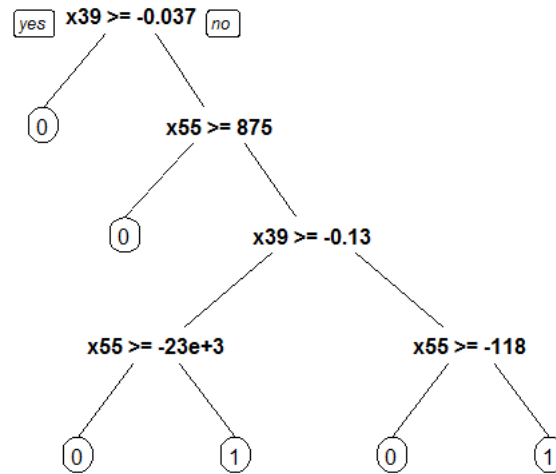 yes x39 >= -0.037 no
0
x55 >= 875
0
x39 >= -0.13
x55 >= -23e+3 x55 >= -118
0 1 0 1